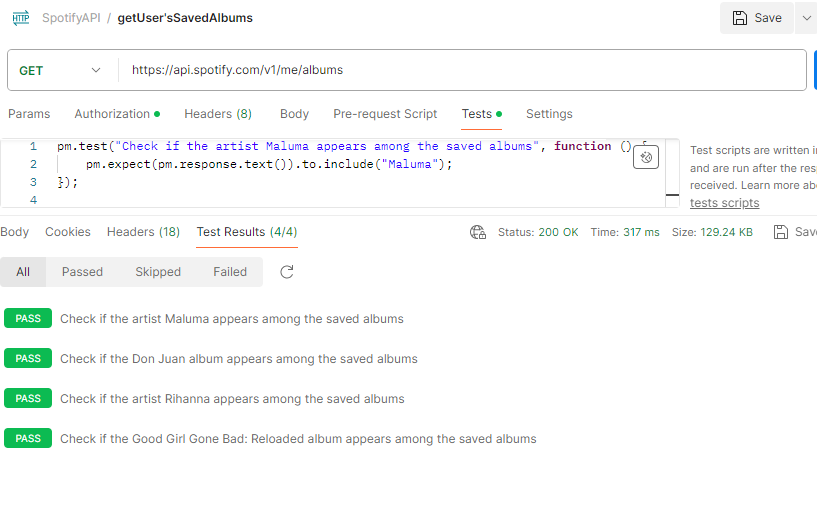 HTTP SpotifyAPI / getUser'sSavedAlbums Save
GET https://api.spotify.com/v1/me/albums
Params Authorization Headers (8) Body Pre-request Script Tests Settings
1 pm.test("Check if the artist Maluma appears among the saved albums", function () {
2 pm.expect(pm.response.text()).to.include("Maluma");
3 });
4
Test scripts are written i
and are run after the res
received. Learn more abo
tests scripts
Body Cookies Headers (18) Test Results (4/4) Status: 200 OK Time: 317 ms Size: 129.24 KB Save
All Passed Skipped Failed
PASS Check if the artist Maluma appears among the saved albums
PASS Check if the Don Juan album appears among the saved albums
PASS Check if the artist Rihanna appears among the saved albums
PASS Check if the Good Girl Gone Bad: Reloaded album appears among the saved albums